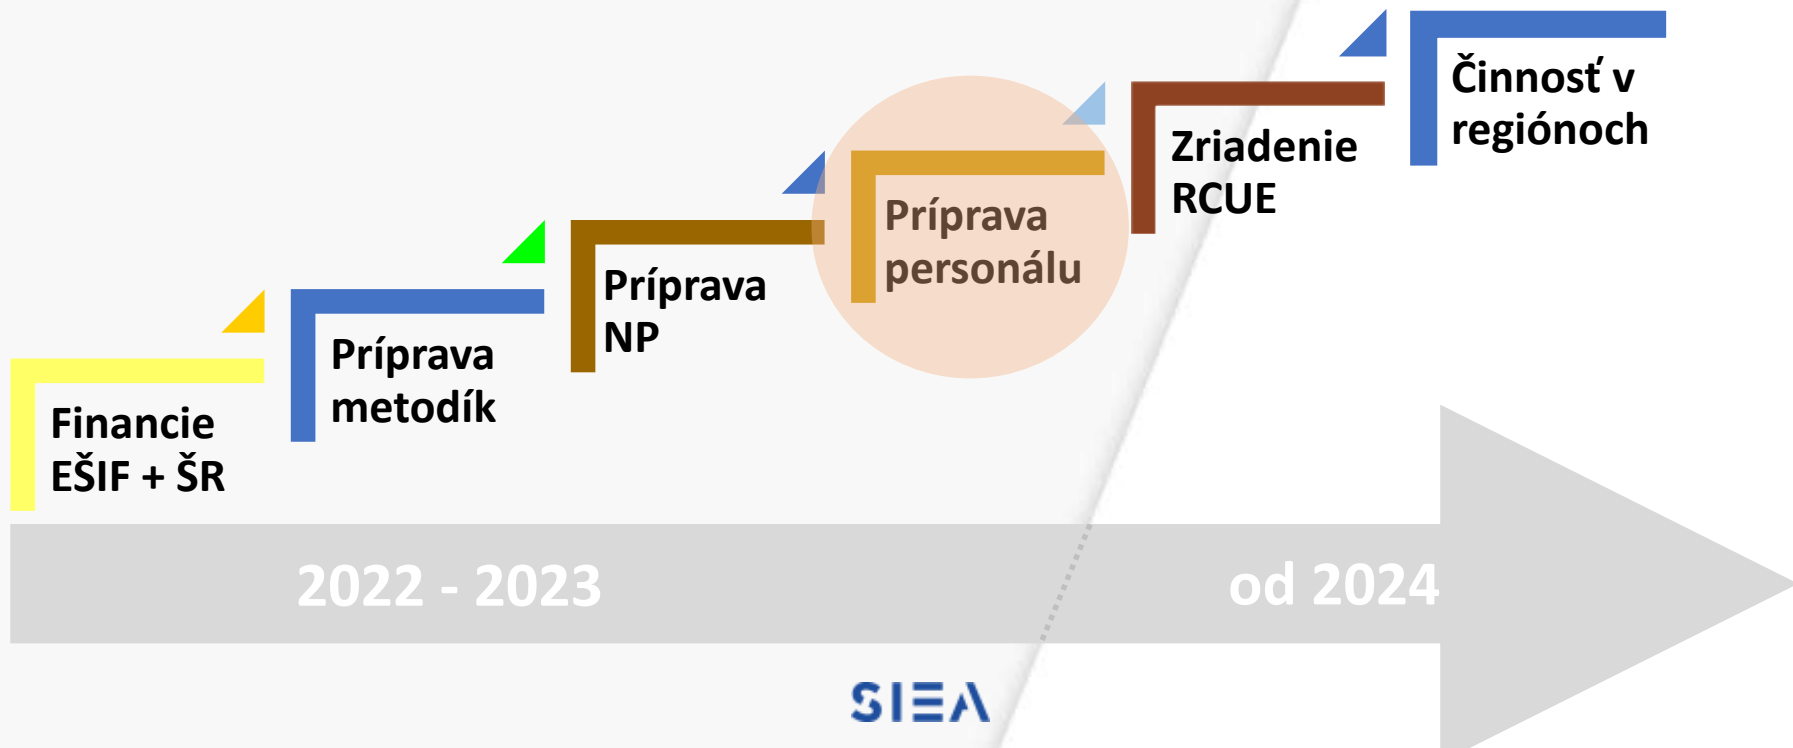 Financie
EŠIF + ŠR
Príprava
metodík
Príprava
NP
Príprava
personálu
Zriadenie
RCUE
Činnosť v
regiónoch
2022 - 2023
od 2024
SIEA